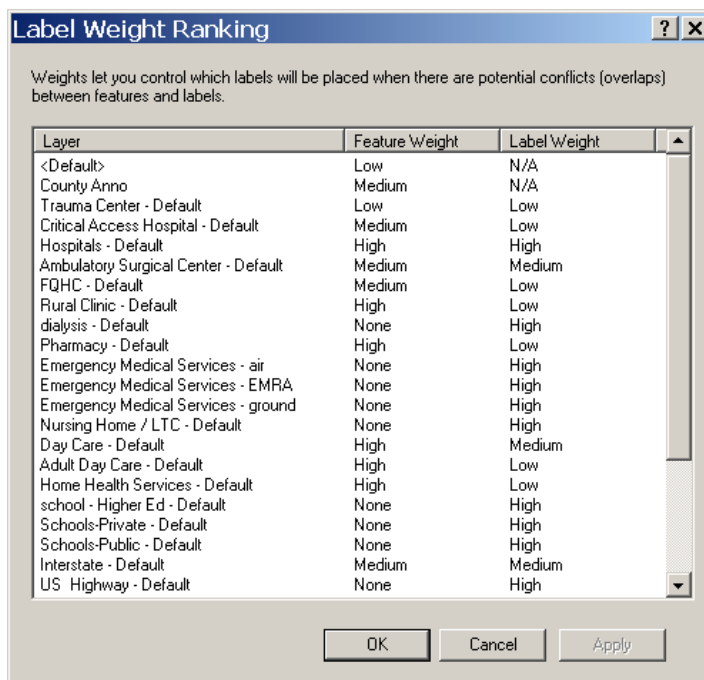 Label Weight Ranking
Weights let you control which labels will be placed when there are potential conflicts (overlaps)
between features and labels.
Layer Feature Weight Label Weight
<Default> Low N/A
County Anno Medium N/A
Trauma Center - Default Low Low
Critical Access Hospital - Default Medium Low
Hospitals - Default High High
Ambulatory Surgical Center - Default Medium Medium
FQHC - Default Medium Low
Rural Clinic - Default High Low
dialysis - Default None High
Pharmacy - Default High Low
Emergency Medical Services - air None High
Emergency Medical Services - EMRA None High
Emergency Medical Services - ground None High
Nursing Home / LTC - Default None High
Day Care - Default High Medium
Adult Day Care - Default High Low
Home Health Services - Default High Low
school - Higher Ed - Default None High
Schools-Private - Default None High
Schools-Public - Default None High
Interstate - Default Medium Medium
US  Highway - Default None High
OK Cancel Apply